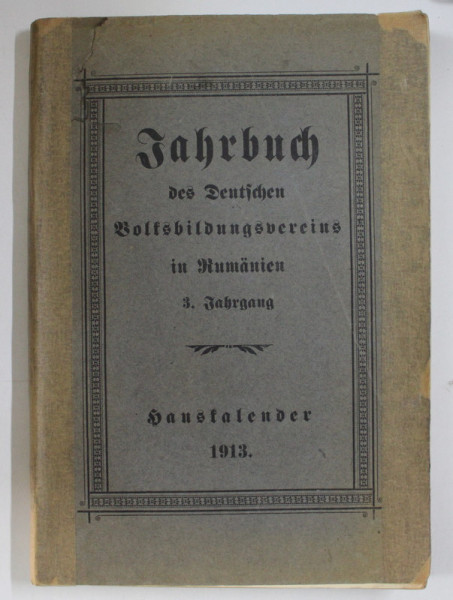 Jahrbuch
des Deutschen
Volksbildungsvereins
in Rumänien
3. Jahrgang
Hauskalender
1913.